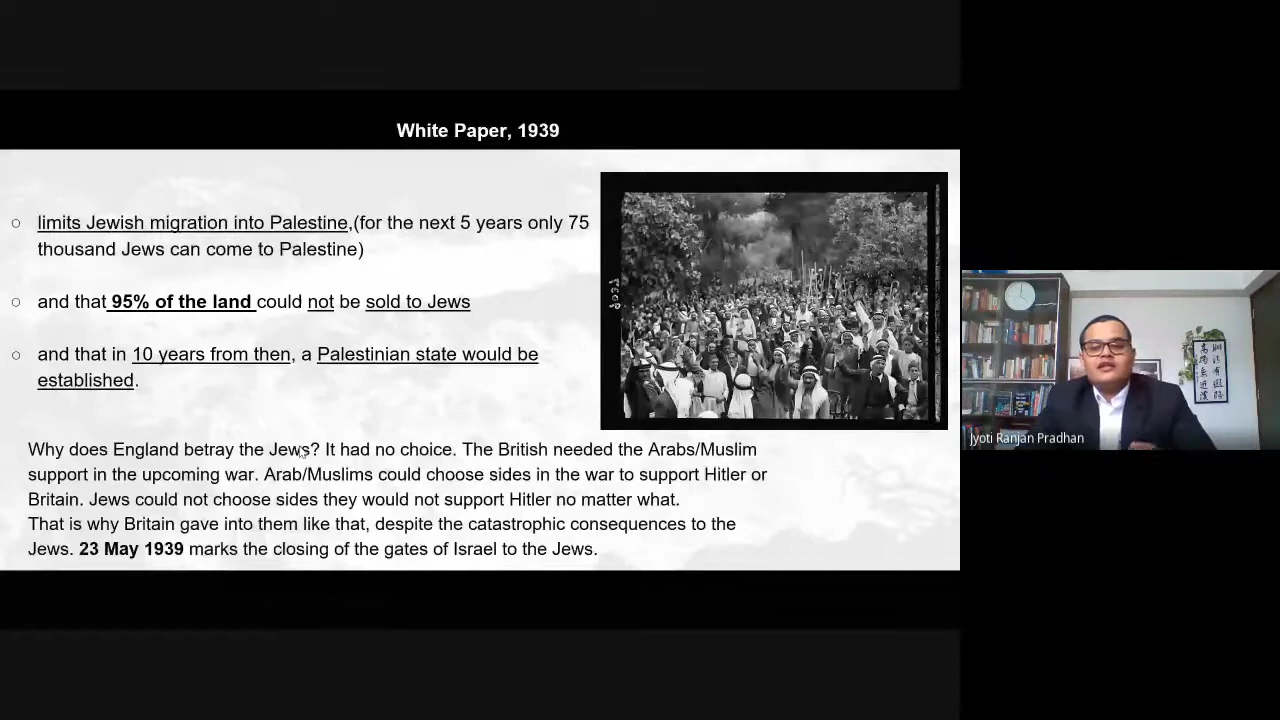 White Paper, 1939
○ limits Jewish migration into Palestine,(for the next 5 years only 75
thousand Jews can come to Palestine)
○ and that 95% of the land could not be sold to Jews
○ and that in 10 years from then, a Palestinian state would be
established.
Why does England betray the Jews? It had no choice. The British needed the Arabs/Muslim
support in the upcoming war. Arab/Muslims could choose sides in the war to support Hitler or
Britain. Jews could not choose sides they would not support Hitler no matter what.
That is why Britain gave into them like that, despite the catastrophic consequences to the
Jews. 23 May 1939 marks the closing of the gates of Israel to the Jews.
Jyoti Ranjan Pradhan